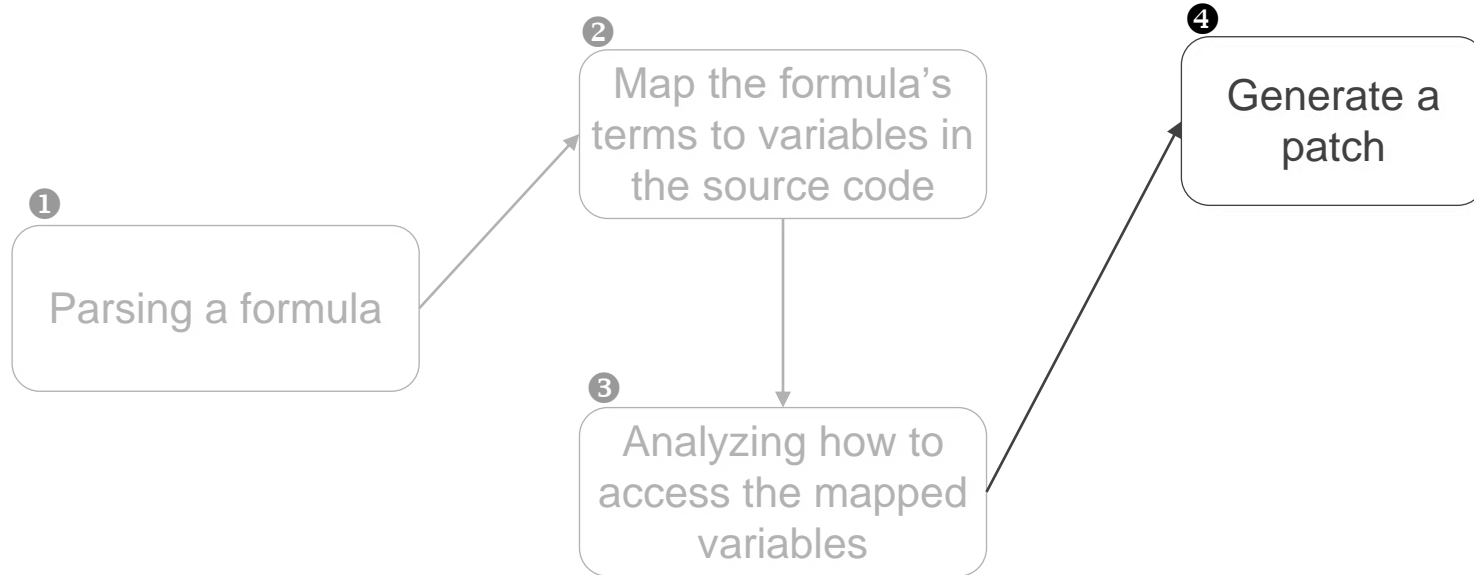 ❶
Parsing a formula
❷
Map the formula’s
terms to variables in
the source code
❸
Analyzing how to
access the mapped
variables
❹
Generate a
patch